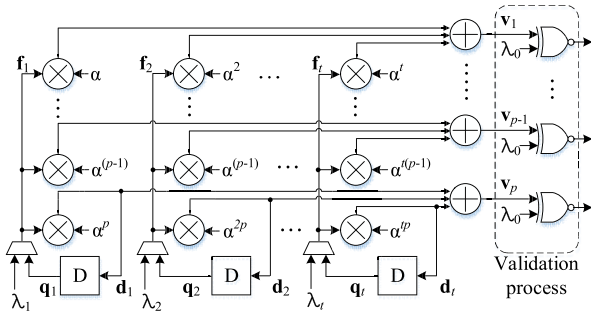 v1
f1 α f2 α² ... ft αᵗ λ0
α⁽ᵖ⁻¹⁾ α⁽ᵖ⁻¹⁾ ... αᵗ⁽ᵖ⁻¹⁾ vp-1 λ0
αᵖ α²ᵖ ... αᵗᵖ vp λ0
D D D
q1 d1 q2 d2 qt dt
λ1 λ2 λt
Validation
process